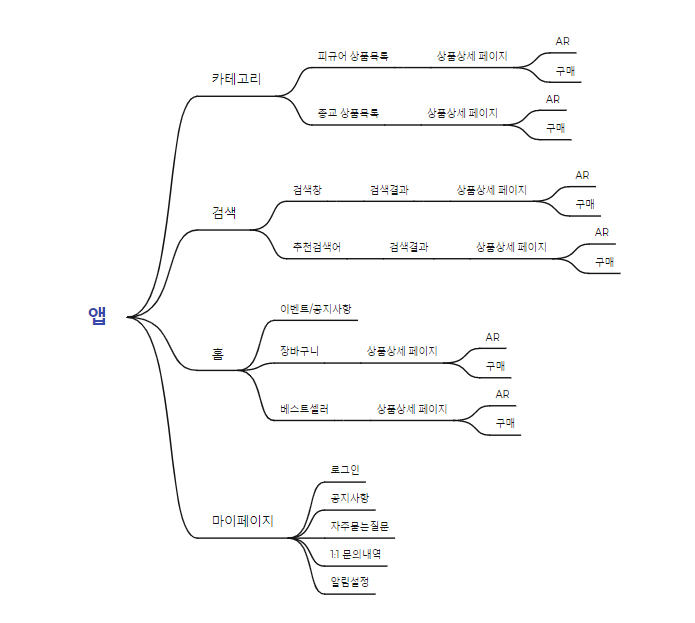 앱
카테고리
피규어 상품목록
상품상세 페이지
AR
구매
종교 상품목록
상품상세 페이지
AR
구매
검색
검색창
검색결과
상품상세 페이지
AR
구매
추천검색어
검색결과
상품상세 페이지
AR
구매
홈
이벤트/공지사항
장바구니
상품상세 페이지
AR
구매
베스트셀러
상품상세 페이지
AR
구매
마이페이지
로그인
공지사항
자주묻는질문
1:1 문의내역
알림설정